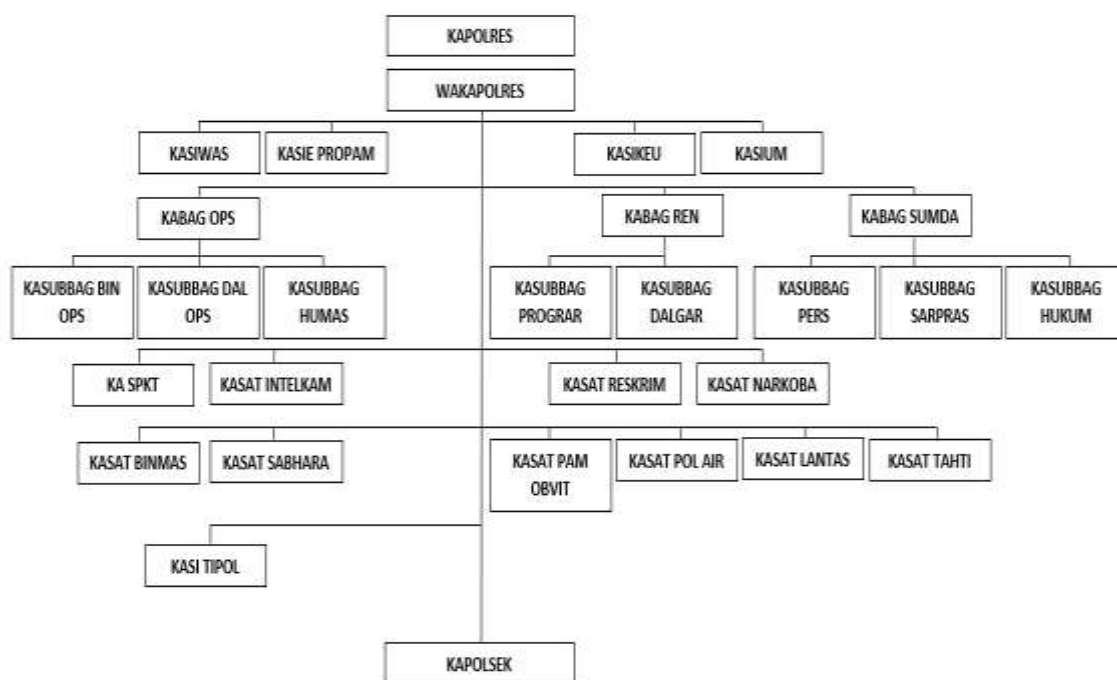 KAPOLRES
WAKAPOLRES
KASIWAS
KASIE PROPAM
KASIKEU
KASIUM
KABAG OPS
KABAG REN
KABAG SUMDA
KASUBBAG BIN
OPS
KASUBBAG DAL
OPS
KASUBBAG
HUMAS
KASUBBAG
PROGRAR
KASUBBAG
DALGAR
KASUBBAG
PERS
KASUBBAG
SARPRAS
KASUBBAG
HUKUM
KA SPKT
KASAT INTELKAM
KASAT RESKRIM
KASAT NARKOBA
KASAT BINMAS
KASAT SABHARA
KASAT PAM
OBVIT
KASAT POL AIR
KASAT LANTAS
KASAT TAHTI
KASI TIPOL
KAPOLSEK